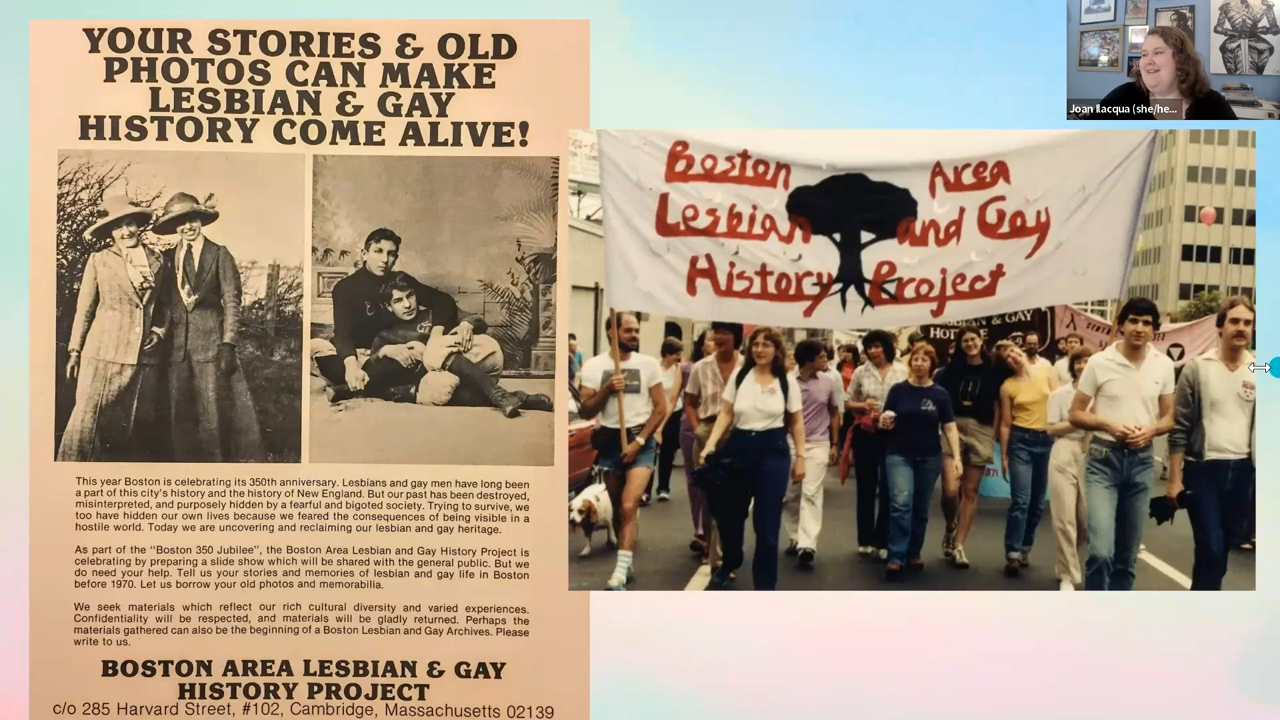 YOUR STORIES & OLD
PHOTOS CAN MAKE
LESBIAN & GAY
HISTORY COME ALIVE!
This year Boston is celebrating its 350th anniversary. Lesbians and gay men have long been
a part of this city's history and the history of New England. But our past has been destroyed,
misinterpreted, and purposely hidden by a fearful and bigoted society. Trying to survive, we
too have hidden our own lives because we feared the consequences of being visible in a
hostile world. Today we are uncovering and reclaiming our lesbian and gay heritage.
As part of the "Boston 350 Jubilee", the Boston Area Lesbian and Gay History Project is
celebrating by preparing a slide show which will be shared with the general public. But we
do need your help. Tell us your stories and memories of lesbian and gay life in Boston
before 1970. Let us borrow your old photos and memorabilia.
We seek materials which reflect our rich cultural diversity and varied experiences.
Confidentiality will be respected, and materials will be gladly returned. Perhaps the
materials gathered can also be the beginning of a Boston Lesbian and Gay Archives. Please
write to us.
BOSTON AREA LESBIAN & GAY
HISTORY PROJECT
c/o 285 Harvard Street, #102, Cambridge, Massachusetts 02139
Joan Ilacqua (she/he...
Boston Area
Lesbian and Gay
History Project
& GAY